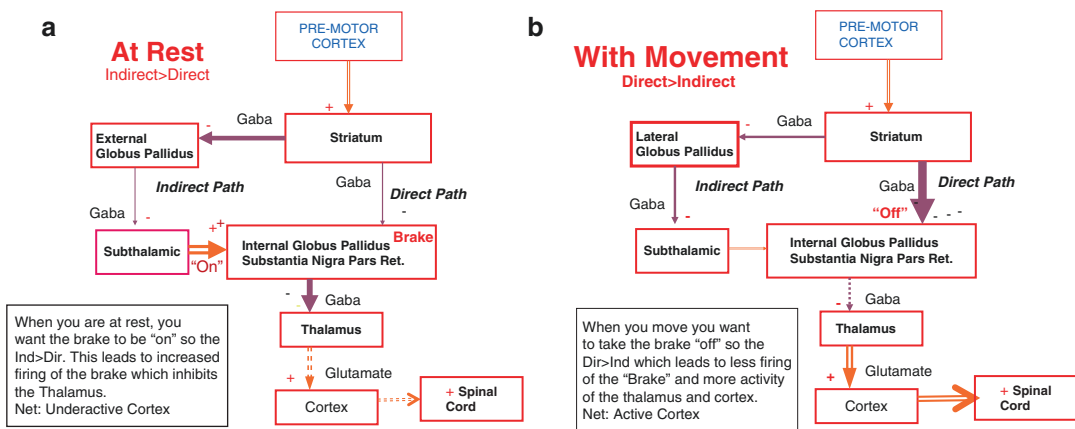 a
At Rest
Indirect>Direct
PRE-MOTOR
CORTEX
+
Striatum
Gaba
-
External
Globus Pallidus
Indirect Path
Gaba
-
Gaba
Direct Path
-
Subthalamic
++
"On"
Brake
Internal Globus Pallidus
Substantia Nigra Pars Ret.
-
-
Gaba
Thalamus
+
Glutamate
Cortex
+ Spinal
Cord
When you are at rest, you
want the brake to be "on" so the
Ind>Dir. This leads to increased
firing of the brake which inhibits
the Thalamus.
Net: Underactive Cortex
b
With Movement
Direct>Indirect
PRE-MOTOR
CORTEX
+
Striatum
Gaba
-
Lateral
Globus Pallidus
Indirect Path
Gaba
-
Direct Path
Gaba
"Off"
- - - -
Subthalamic
Internal Globus Pallidus
Substantia Nigra Pars Ret.
-
Gaba
Thalamus
+
Glutamate
Cortex
+ Spinal
Cord
When you move you want
to take the brake "off" so the
Dir>Ind which leads to less firing
of the "Brake" and more activity
of the thalamus and cortex.
Net: Active Cortex